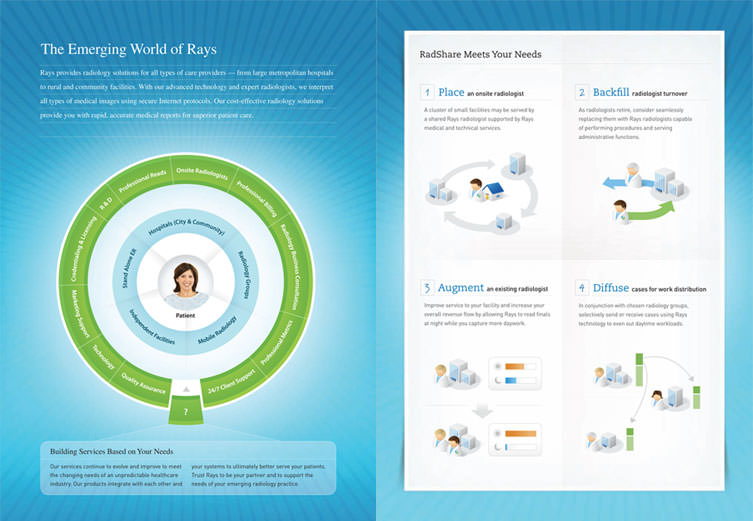 The Emerging World of Rays
Rays provides radiology solutions for all types of care providers — from large metropolitan hospitals
to rural and community facilities. With our advanced technology and expert radiologists, we interpret
all types of medical images using secure Internet protocols. Our cost-effective radiology solutions
provide you with rapid, accurate medical reports for superior patient care.
Onsite Radiologists
Professional Billing
Radiology Business Consultation
Professional Metrics
24/7 Client Support
?
Quality Assurance
Technology
Marketing Support
Credentialing & Licensing
R & D
Professional Reads
Hospitals (City & Community)
Radiology Groups
Mobile Radiology
Independent Facilities
Stand Alone ER
Patient
Building Services Based on Your Needs
Our services continue to evolve and improve to meet
the changing needs of an unpredictable healthcare
industry. Our products integrate with each other and
your systems to ultimately better serve your patients.
Trust Rays to be your partner and to support the
needs of your emerging radiology practice.
RadShare Meets Your Needs
1 Place an onsite radiologist
A cluster of small facilities may be served by
a shared Rays radiologist supported by Rays
medical and technical services.
2 Backfill radiologist turnover
As radiologists retire, consider seamlessly
replacing them with Rays radiologists capable
of performing procedures and serving
administrative functions.
3 Augment an existing radiologist
Improve service to your facility and increase your
overall revenue flow by allowing Rays to read finals
at night while you capture more daywork.
4 Diffuse cases for work distribution
In conjunction with chosen radiology groups,
selectively send or receive cases using Rays
technology to even out daytime workloads.